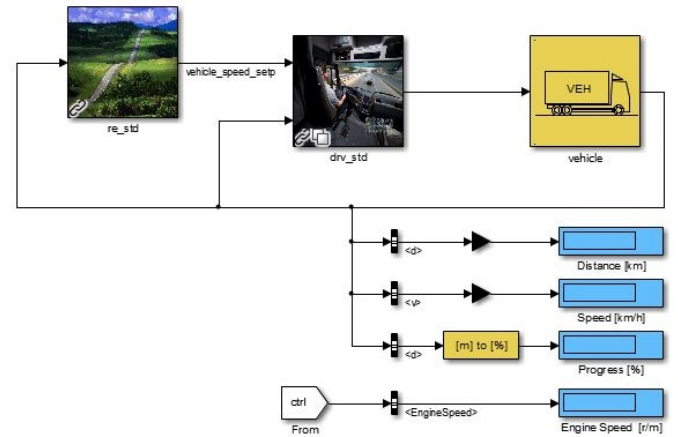 vehicle_speed_setp
VEH
re_std
drv_std
vehicle
<d>
Distance [km]
<v>
Speed [km/h]
[m] to [%]
<d>
Progress [%]
ctrl
<EngineSpeed>
From
Engine Speed [r/m]